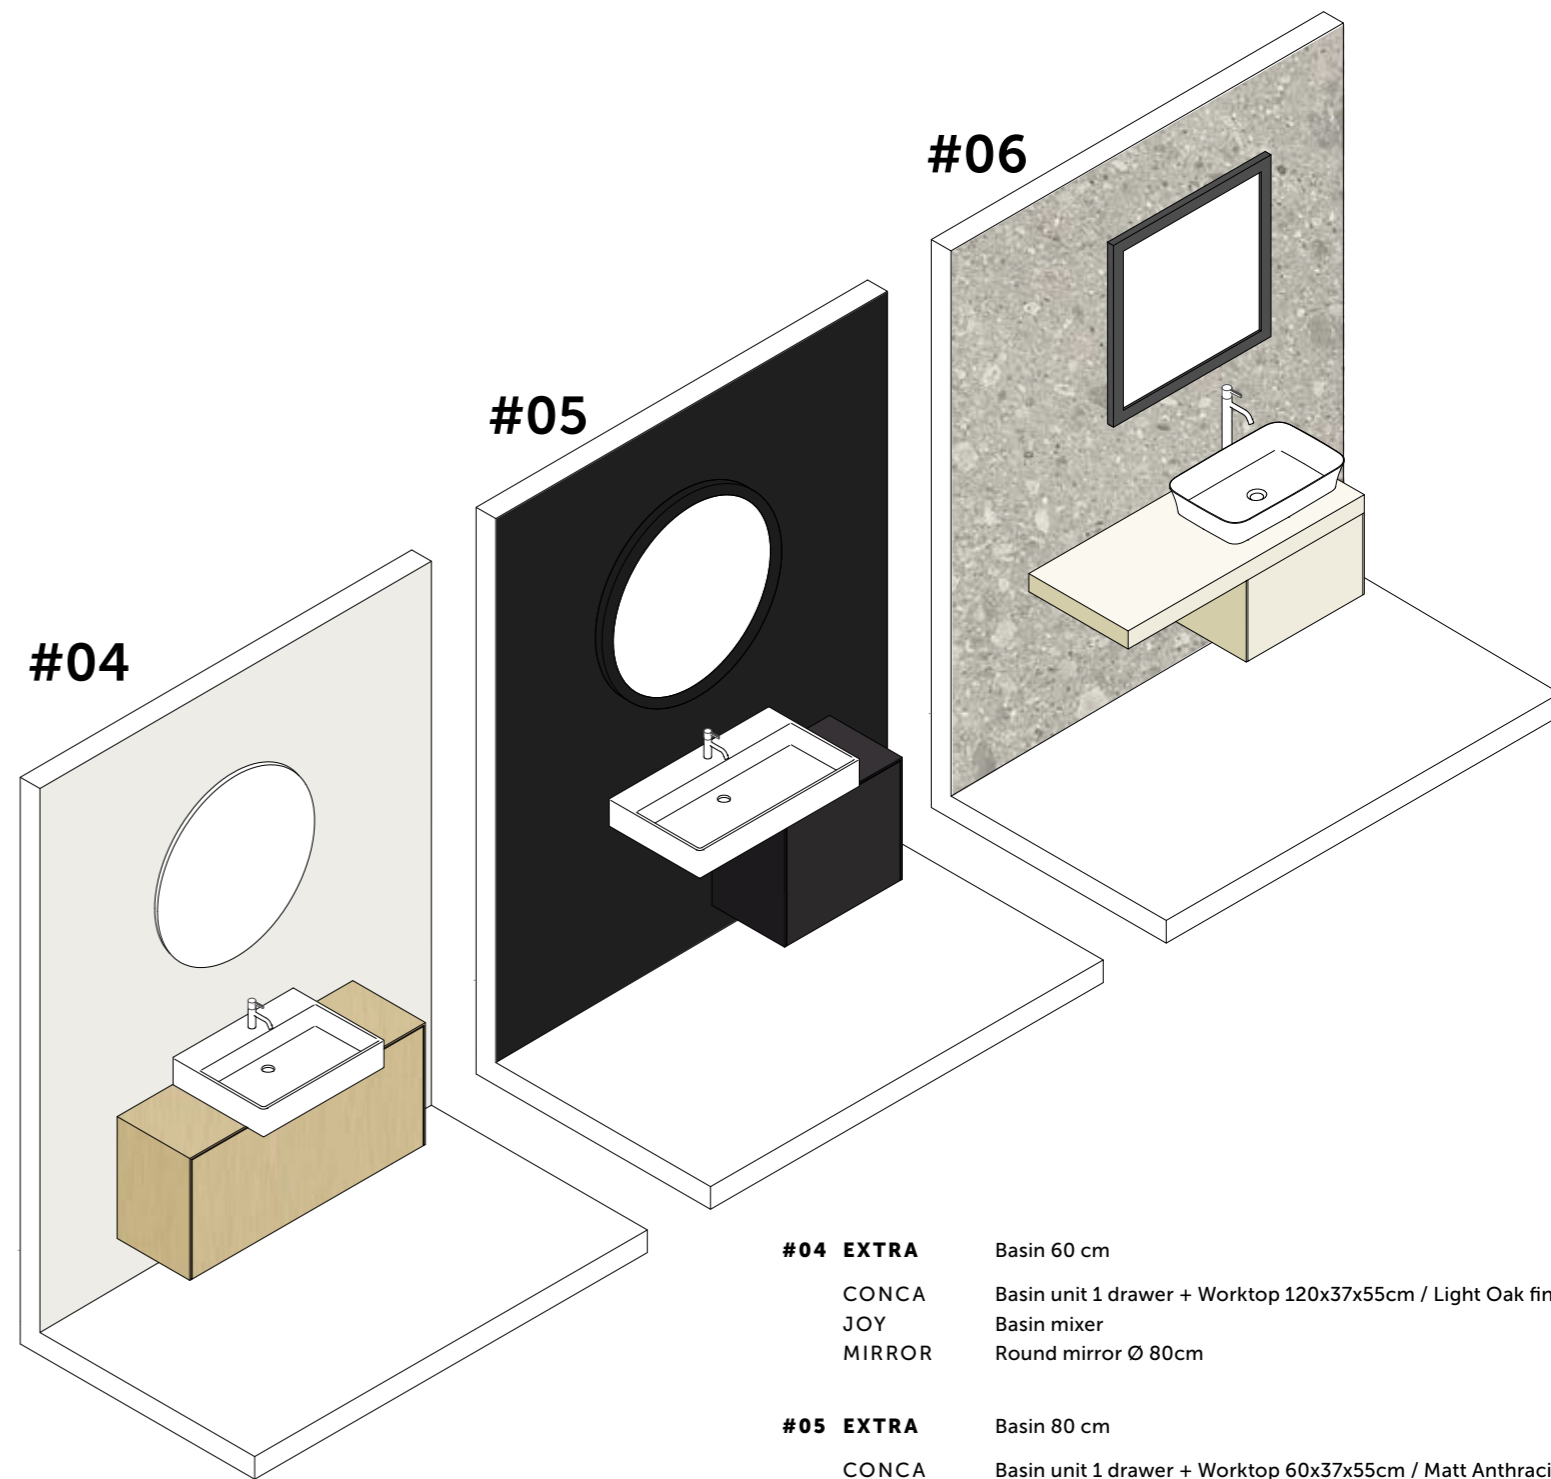 #06
#05
#04
#04 EXTRA Basin 60 cm
CONCA Basin unit 1 drawer + Worktop 120x37x55cm / Light Oak
JOY Basin mixer
MIRROR Round mirror Ø 80cm
#05 EXTRA Basin 80 cm
CONCA Basin unit 1 drawer + Worktop 60x37x55cm / Matt